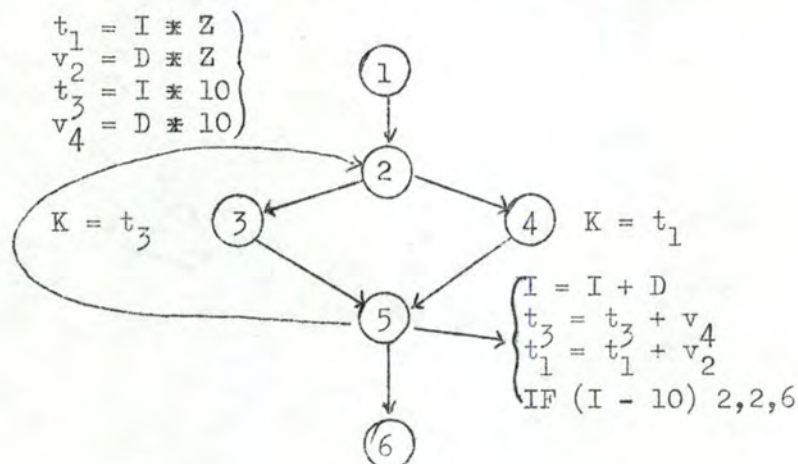 t₁ = I * Z
v₂ = D * Z
t₃ = I * 10
v₄ = D * 10
1
2
K = t₃
3
4
K = t₁
5
I = I + D
t₃ = t₃ + v₄
t₁ = t₁ + v₂
IF (I - 10) 2,2,6
6